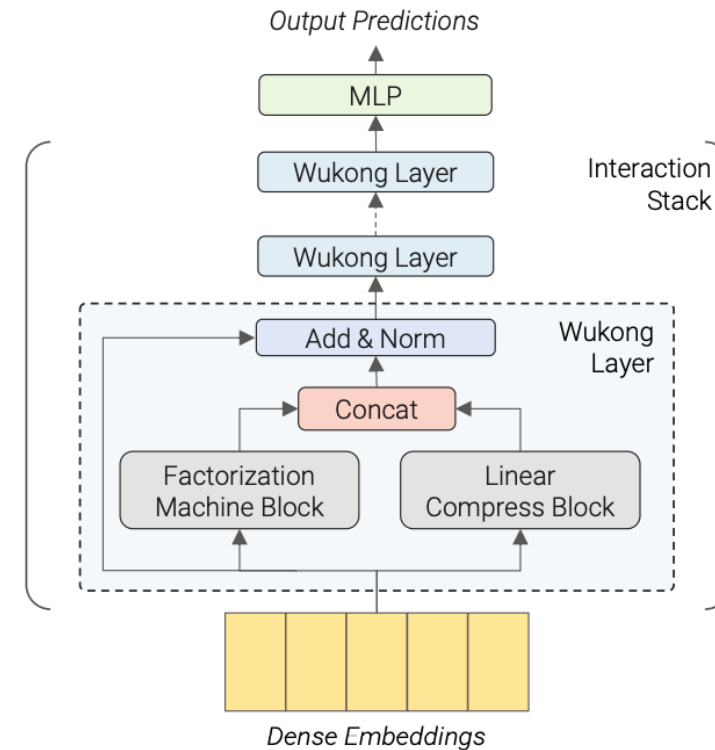 Output Predictions
MLP
Wukong Layer
Interaction
Stack
Wukong Layer
Add & Norm
Wukong
Layer
Concat
Factorization
Machine Block
Linear
Compress Block
Dense Embeddings